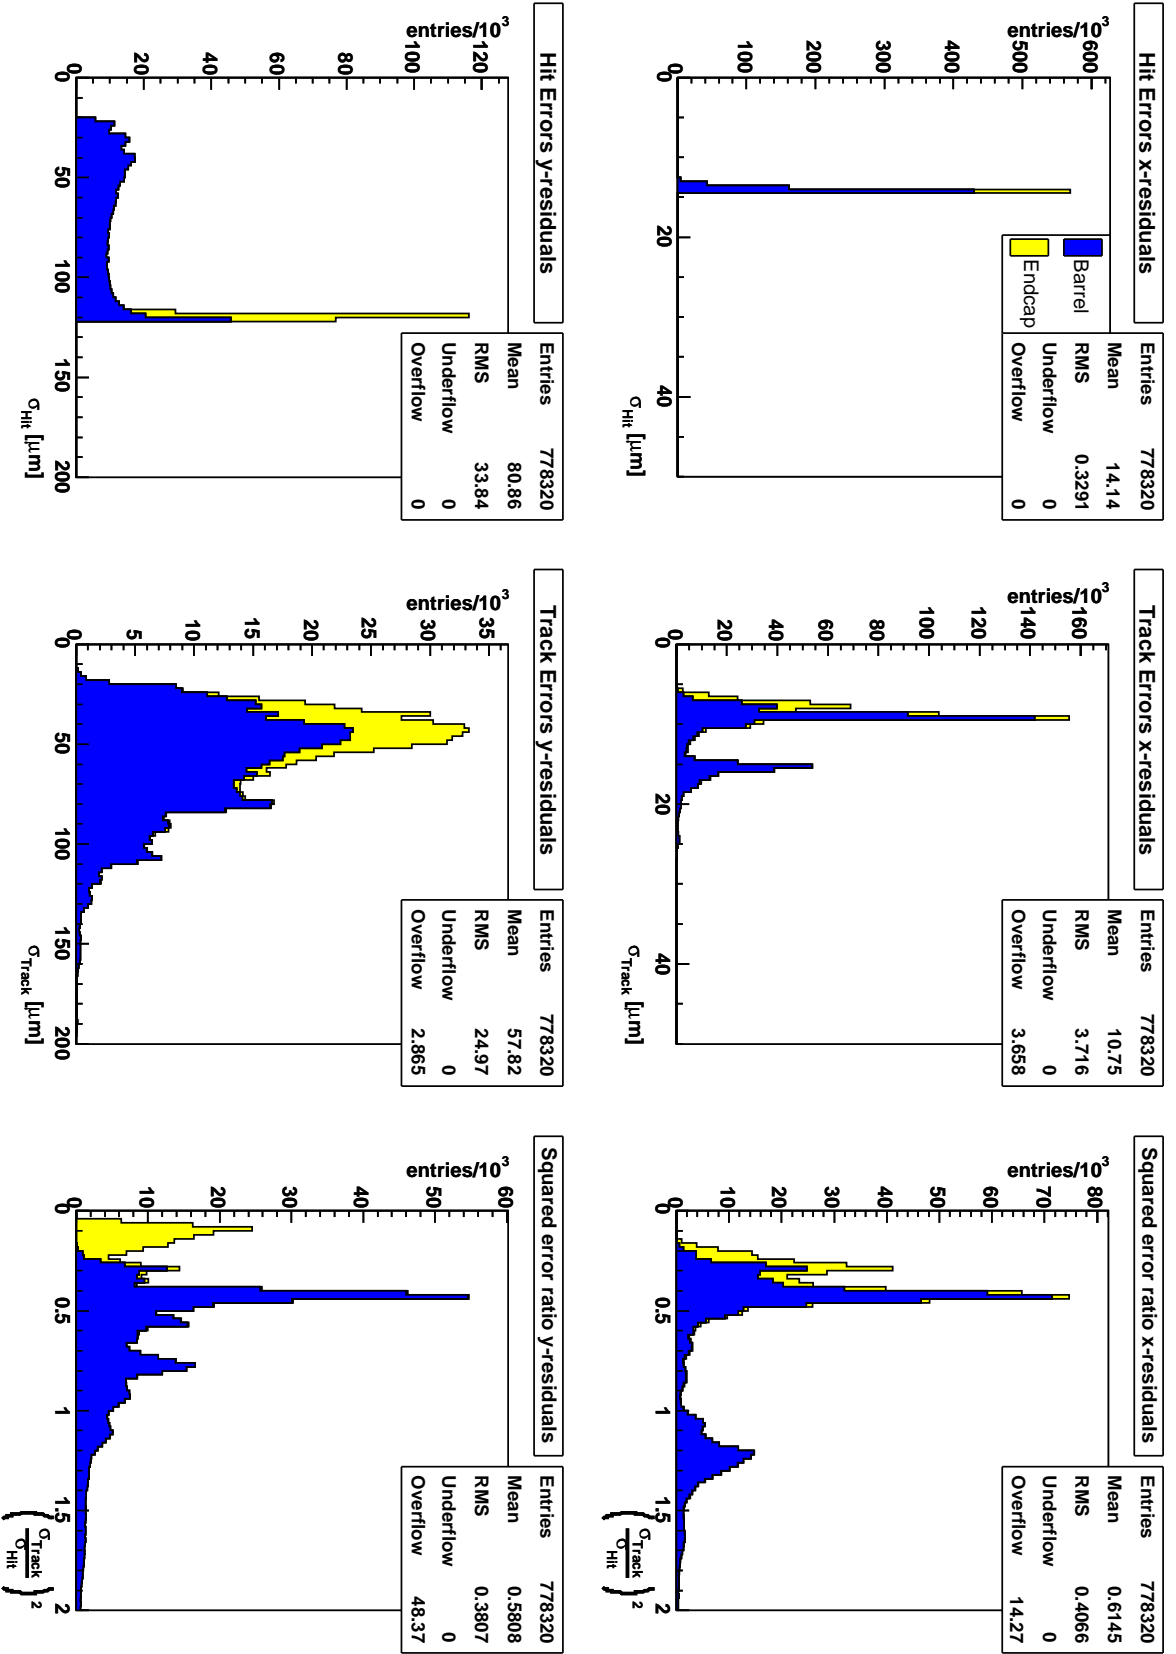 Hit Errors x-residuals
Entries 778320
Mean 14.14
RMS 0.3291
Underflow 0
Overflow 0
Barrel
Endcap
entries/10³
0 100 200 300 400 500 600
0 20 40
σHit [μm]
Track Errors x-residuals
Entries 778320
Mean 10.75
RMS 3.716
Underflow 0
Overflow 3.658
entries/10³
0 20 40 60 80 100 120 140 160
0 20 40
σTrack [μm]
Squared error ratio x-residuals
Entries 778320
Mean 0.6145
RMS 0.4066
Underflow 0
Overflow 14.27
entries/10³
0 10 20 30 40 50 60 70 80
0 0.5 1 1.5 2
(σTrack/σHit)²
Hit Errors y-residuals
Entries 778320
Mean 80.86
RMS 33.84
Underflow 0
Overflow 0
entries/10³
0 20 40 60 80 100 120
0 50 100 150 200
σHit [μm]
Track Errors y-residuals
Entries 778320
Mean 57.82
RMS 24.97
Underflow 0
Overflow 2.865
entries/10³
0 5 10 15 20 25 30 35
0 50 100 150 200
σTrack [μm]
Squared error ratio y-residuals
Entries 778320
Mean 0.5808
RMS 0.3807
Underflow 0
Overflow 48.37
entries/10³
0 10 20 30 40 50 60
0 0.5 1 1.5 2
(σTrack/σHit)²